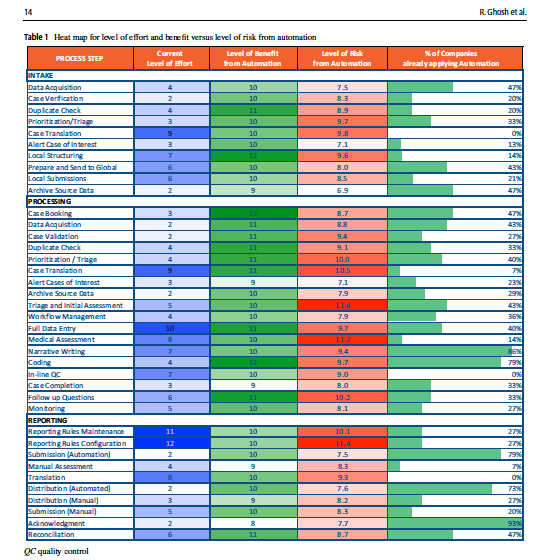 14 R. Ghosh et al.
Table 1 Heat map for level of effort and benefit versus level of risk from automation
PROCESS STEP Current Level of Effort Level of Benefit from Automation Level of Risk from Automation % of Companies already applying Automation
INTAKE
Data Acquisition 4 10 7.5 47%
Case Verification 2 10 8.3 20%
Duplicate Check 4 11 8.9 20%
Prioritization/Triage 3 10 9.7 33%
Case Translation 9 10 9.8 0%
Alert Case of Interest 3 10 7.1 13%
Local Structuring 7 12 9.6 14%
Prepare and Send to Global 6 10 8.0 43%
Local Submissions 6 10 8.5 21%
Archive Source Data 2 9 6.9 47%
PROCESSING
Case Booking 3 12 8.7 47%
Data Acquisition 2 11 8.8 43%
Case Validation 2 11 9.4 27%
Duplicate Check 4 11 9.1 33%
Prioritization / Triage 4 11 10.0 40%
Case Translation 9 11 10.5 7%
Alert Cases of Interest 3 9 7.1 23%
Archive Source Data 2 10 7.9 29%
Triage and Initial Assessment 5 10 11.4 43%
Workflow Management 4 10 7.9 36%
Full Data Entry 10 11 9.7 40%
Medical Assessment 8 10 11.2 14%
Narrative Writing 7 10 9.4 86%
Coding 4 12 9.7 79%
In-line QC 7 10 9.0 0%
Case Completion 3 9 8.0 33%
Follow up Questions 6 11 10.2 33%
Monitoring 5 10 8.1 27%
REPORTING
Reporting Rules Maintenance 11 10 10.1 27%
Reporting Rules Configuration 12 10 11.4 27%
Submission (Automation) 2 10 7.5 79%
Manual Assessment 4 9 8.3 7%
Translation 8 10 9.3 0%
Distribution (Automated) 2 10 7.6 73%
Distribution (Manual) 3 9 8.2 27%
Submission (Manual) 5 10 8.3 20%
Acknowledgment 2 8 7.7 93%
Reconciliation 6 11 8.7 47%
QC quality control